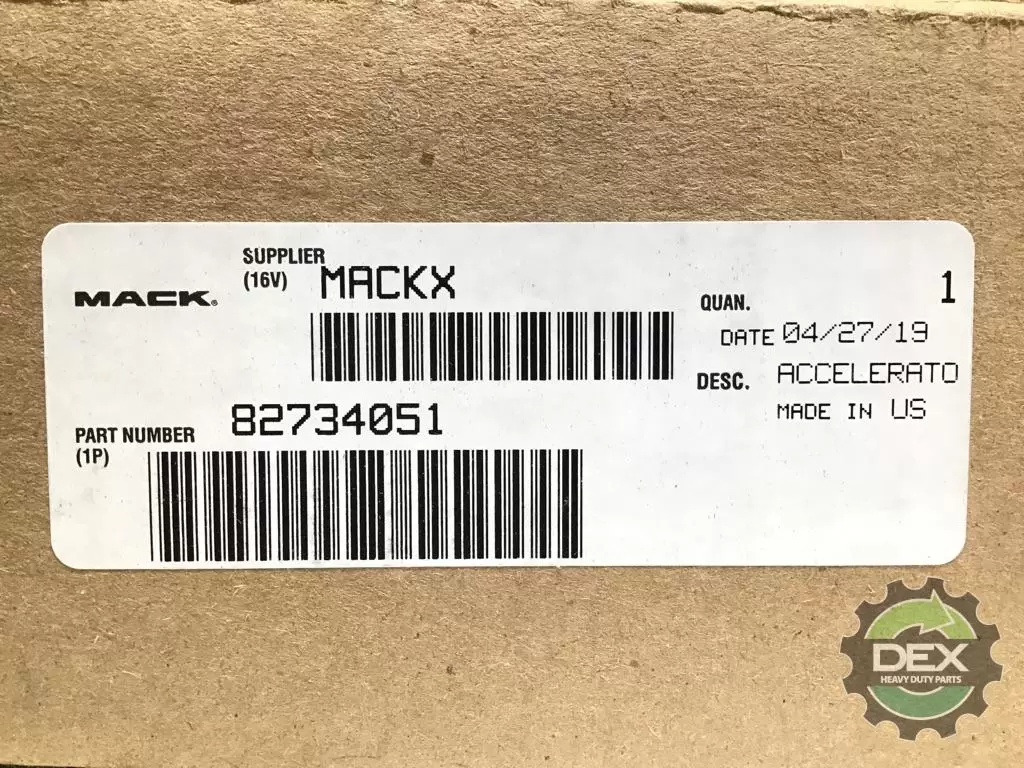 MACK®
SUPPLIER
(16V)
MACKX
QUAN. 1
DATE 04/27/19
DESC. ACCELERATO
MADE IN US
PART NUMBER
(1P)
82734051
DEX
HEAVY DUTY PARTS